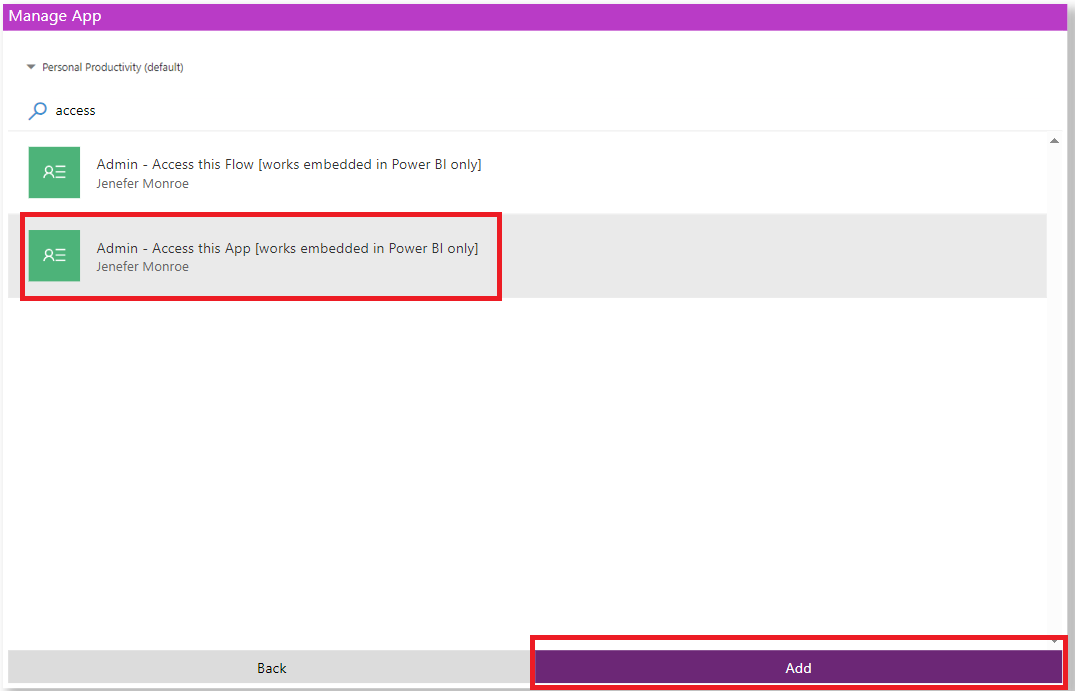 Manage App
Personal Productivity (default)
access
Admin - Access this Flow [works embedded in Power BI only]
Jenefer Monroe
Admin - Access this App [works embedded in Power BI only]
Jenefer Monroe
Back
Add